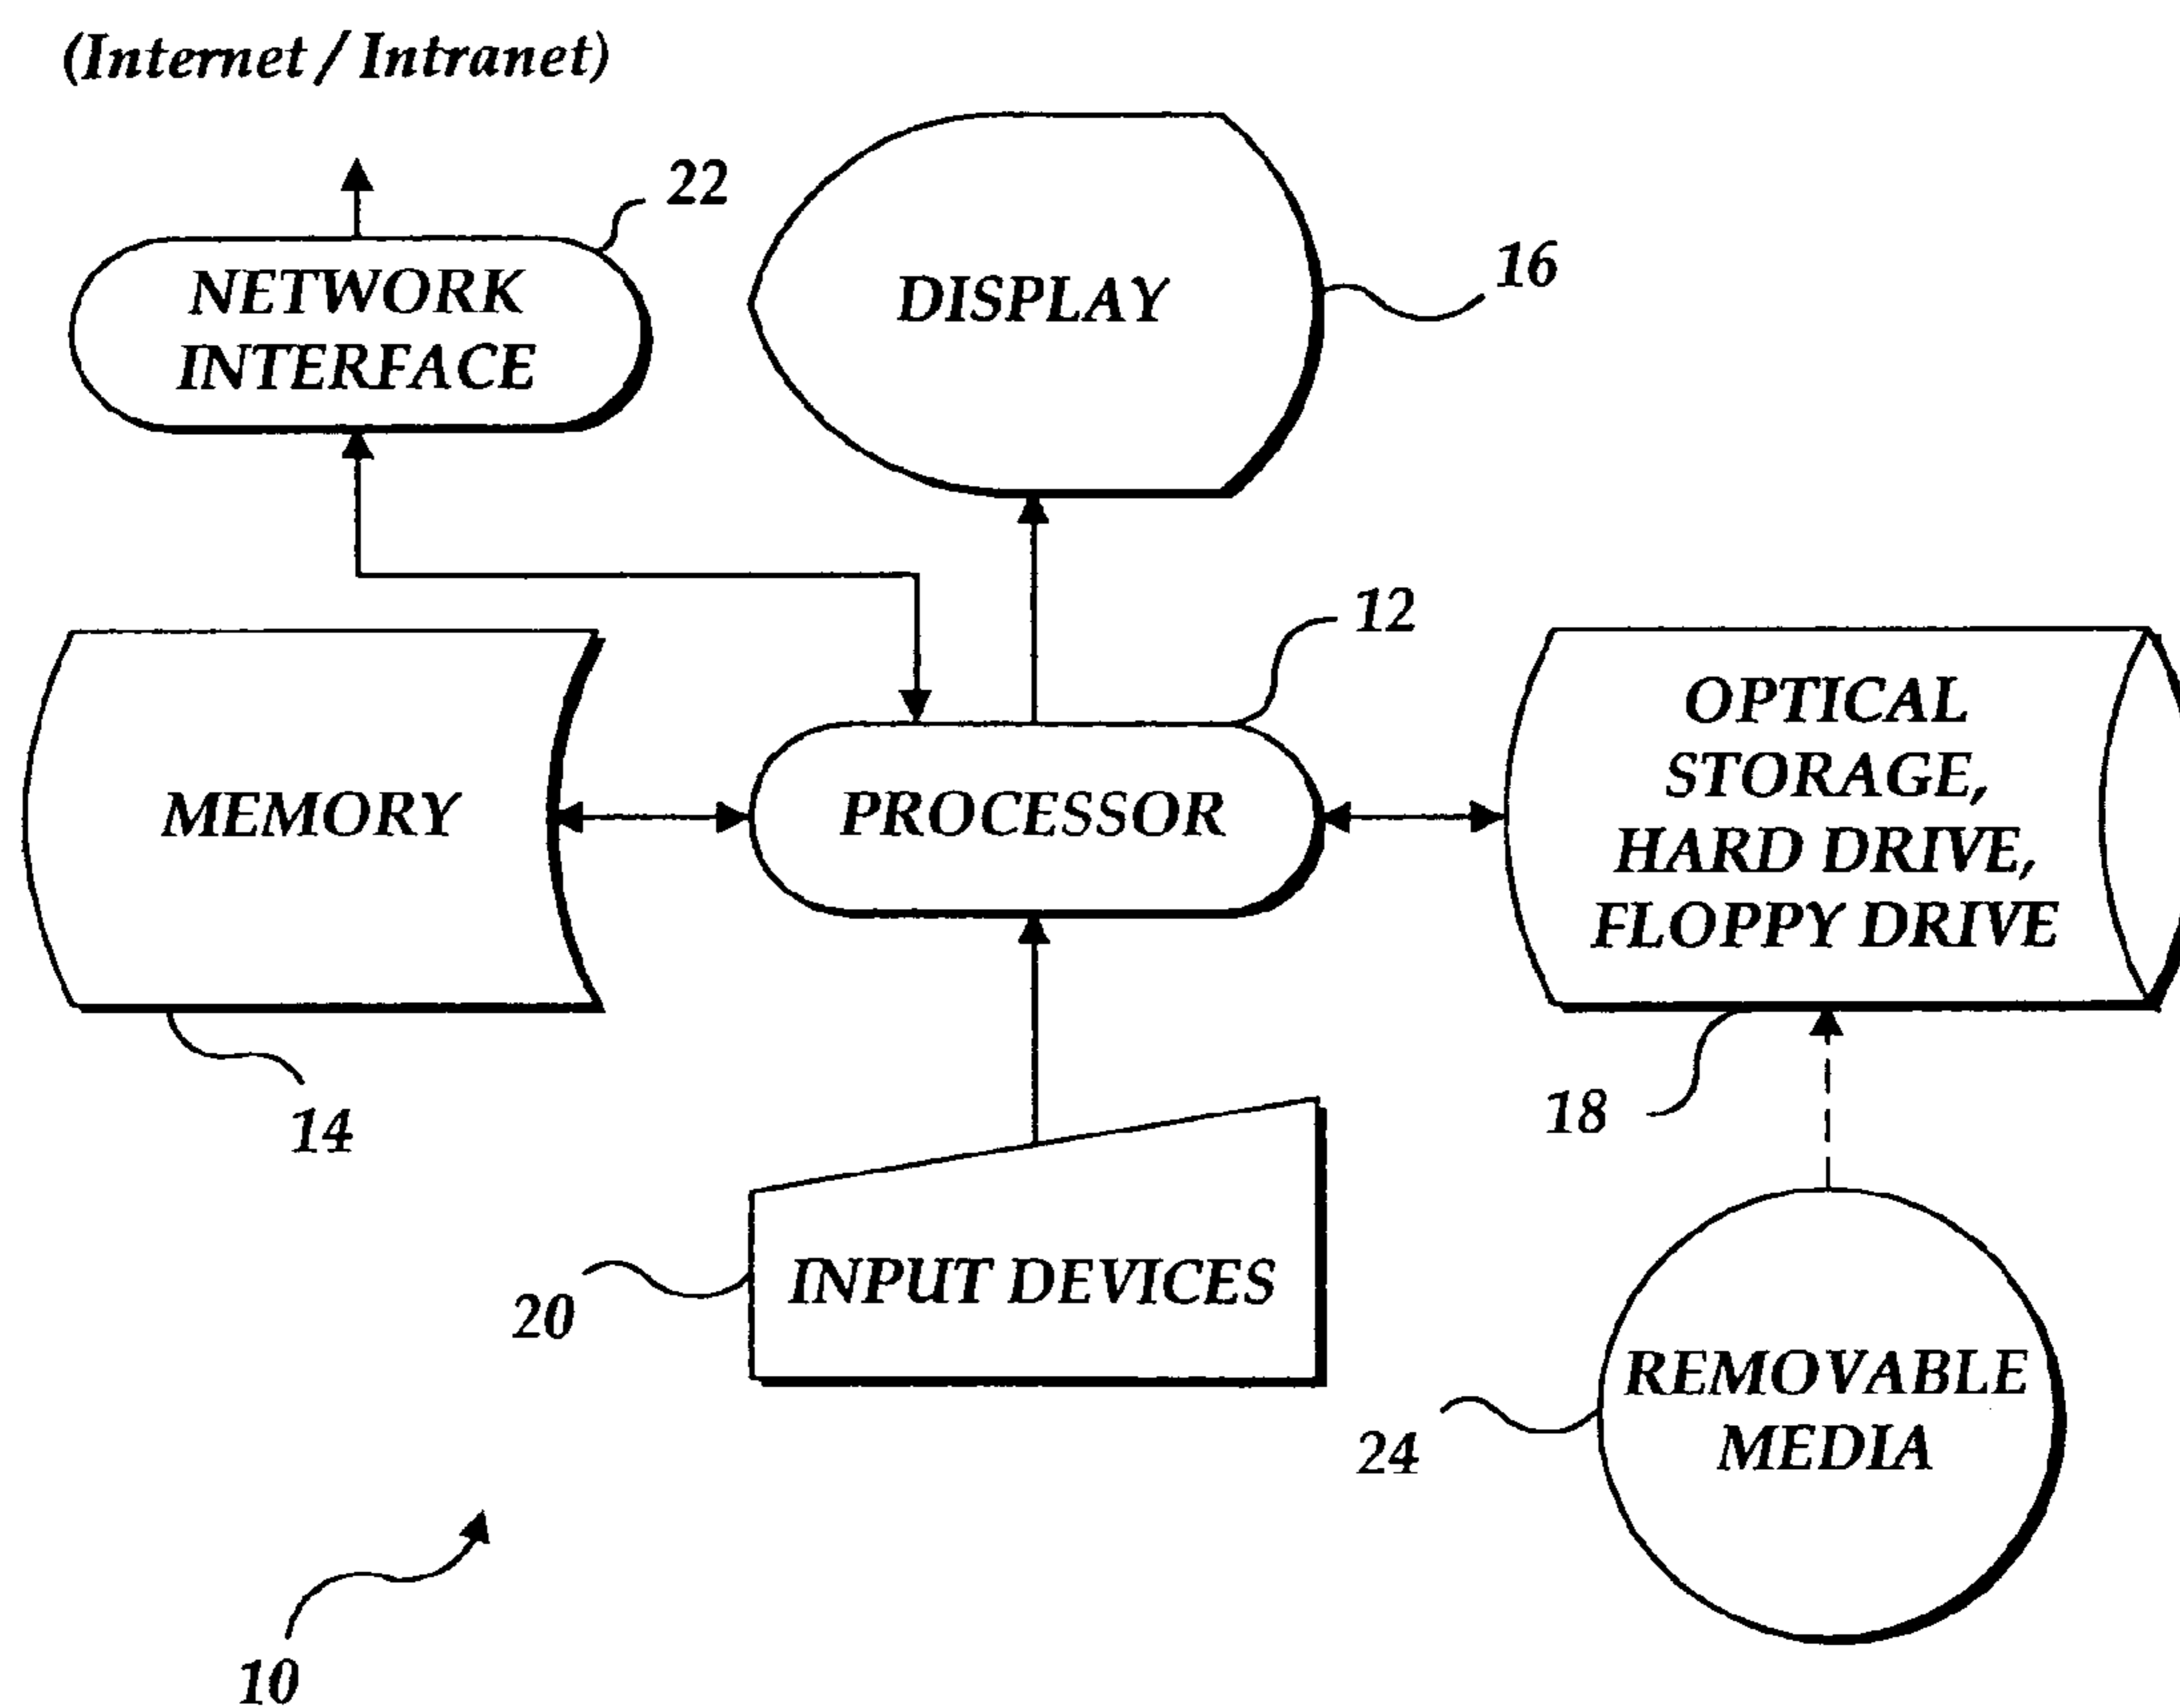 (Internet / Intranet)
22
NETWORK
INTERFACE
DISPLAY
16
12
MEMORY
PROCESSOR
OPTICAL
STORAGE,
HARD DRIVE,
FLOPPY DRIVE
14
18
20
INPUT DEVICES
24
REMOVABLE
MEDIA
10